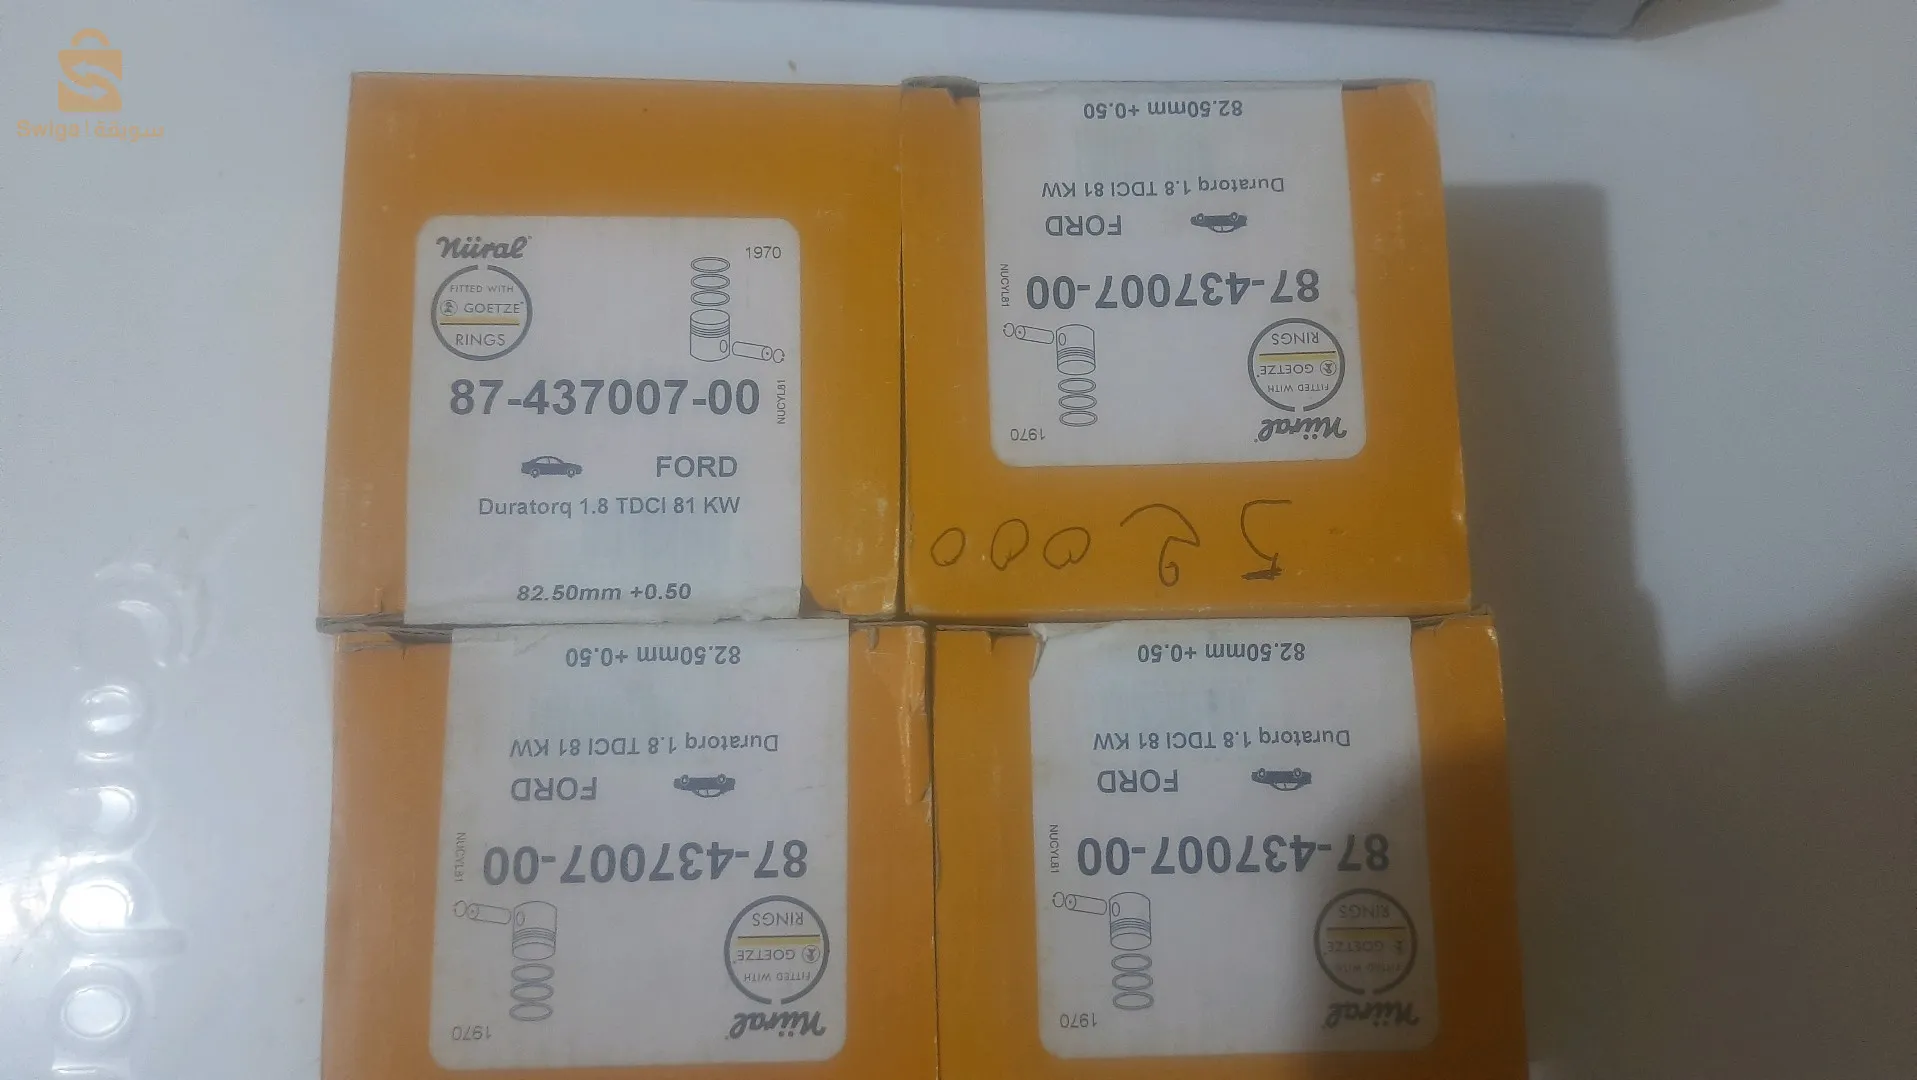 Swiga! سويقة
Nüral
1970
FITTED WITH
GOETZE
RINGS
87-437007-00
NUCYL81
FORD
Duratorq 1.8 TDCI 81 KW
82.50mm +0.50
Nüral
1970
FITTED WITH
GOETZE
RINGS
87-437007-00
NUCYL81
FORD
Duratorq 1.8 TDCI 81 KW
82.50mm +0.50
52000
Nüral
1970
FITTED WITH
GOETZE
RINGS
87-437007-00
NUCYL81
FORD
Duratorq 1.8 TDCI 81 KW
82.50mm +0.50
Nüral
1970
FITTED WITH
GOETZE
RINGS
87-437007-00
NUCYL81
FORD
Duratorq 1.8 TDCI 81 KW
82.50mm +0.50
Condor